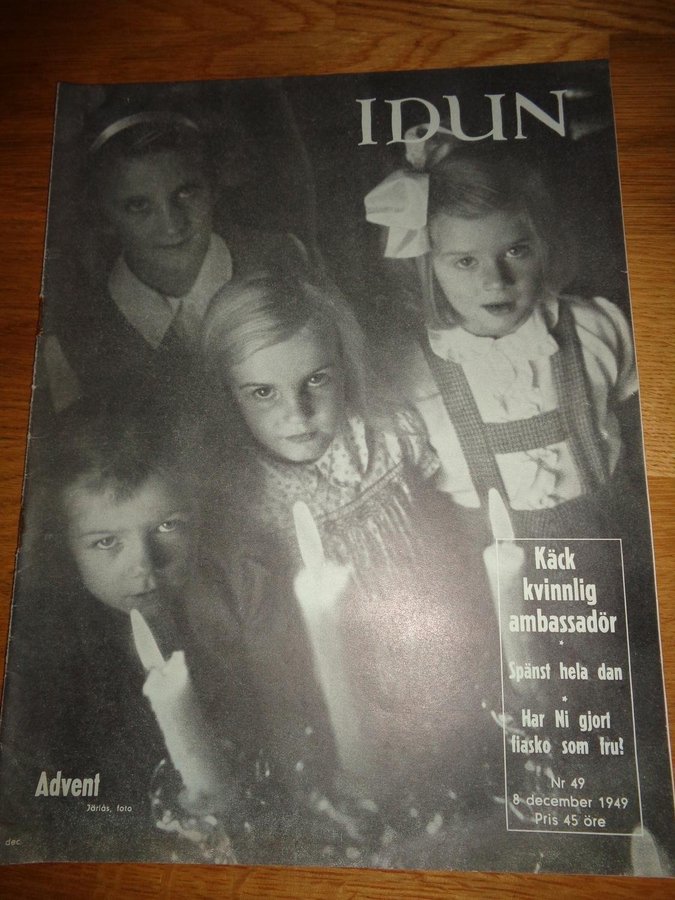 IDUN
Käck
kvinnlig
ambassadör
*
Spänst hela dan
*
Har Ni gjort
fiasko som fru?
Nr 49
8 december 1949
Pris 45 öre
Advent
Järlås, foto
dec.